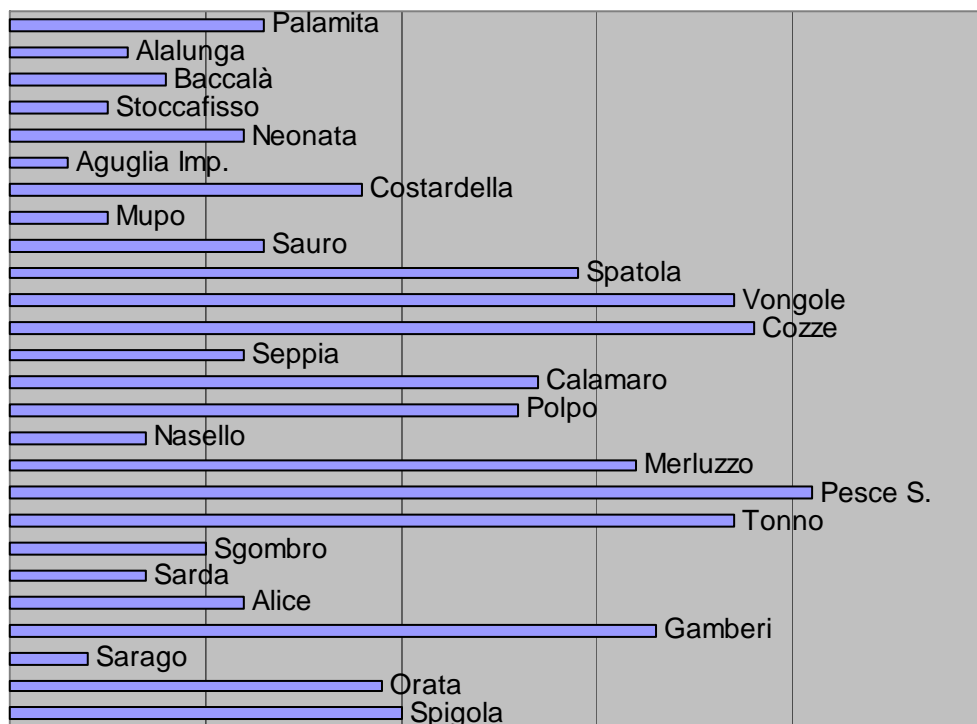 Palamita
Alalunga
Baccalà
Stoccafisso
Neonata
Aguglia Imp.
Costardella
Mupo
Sauro
Spatola
Vongole
Cozze
Seppia
Calamaro
Polpo
Nasello
Merluzzo
Pesce S.
Tonno
Sgombro
Sarda
Alice
Gamberi
Sarago
Orata
Spigola